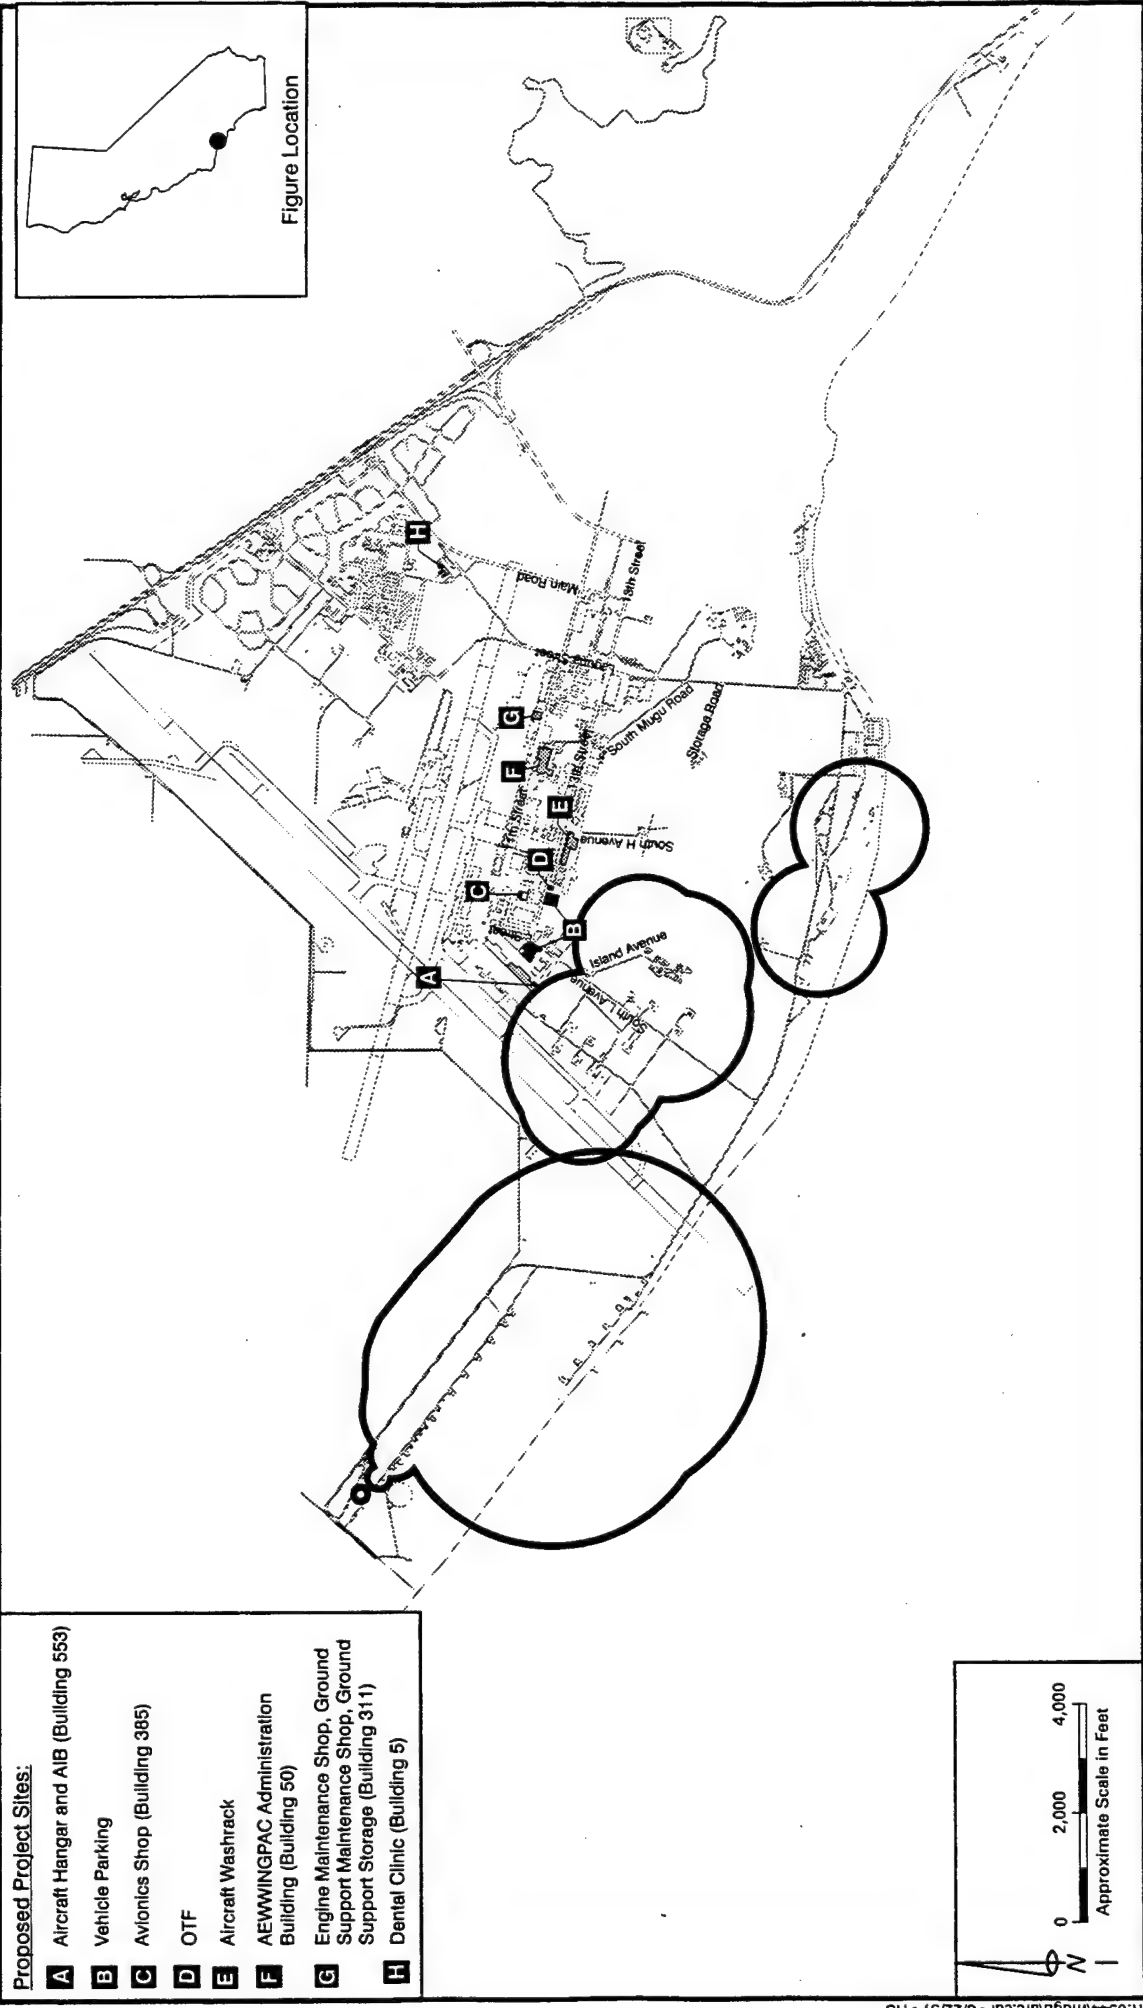 Proposed Project Sites:
A Aircraft Hangar and AIB (Building 553)
B Vehicle Parking
C Avionics Shop (Building 385)
D OTF
E Aircraft Washrack
F AEWWINGPAC Administration
Building (Building 50)
G Engine Maintenance Shop, Ground
Support Maintenance Shop, Ground
Support Storage (Building 311)
H Dental Clinic (Building 5)
Figure Location
A
B
C
D
E
F
G
H
Main Road
13th Street
Laguna Street
South Mugu Road
Storage Road
South H Avenue
Island Avenue
South L Avenue
Street
0 2,000 4,000
Approximate Scale in Feet
N